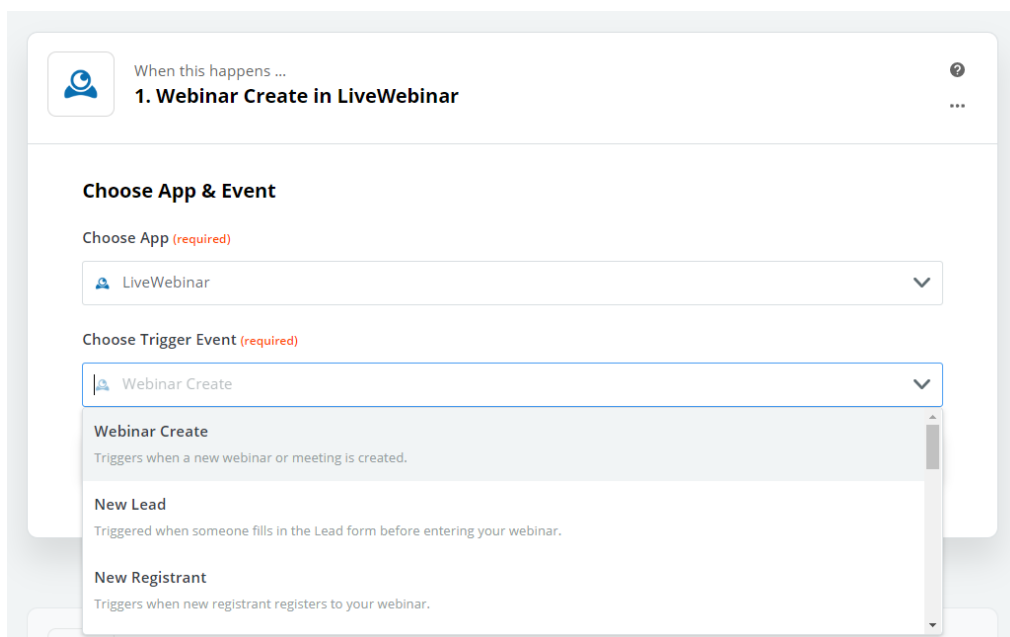 When this happens ...
1. Webinar Create in LiveWebinar
Choose App & Event
Choose App (required)
LiveWebinar
Choose Trigger Event (required)
Webinar Create
Webinar Create
Triggers when a new webinar or meeting is created.
New Lead
Triggered when someone fills in the Lead form before entering your webinar.
New Registrant
Triggers when new registrant registers to your webinar.